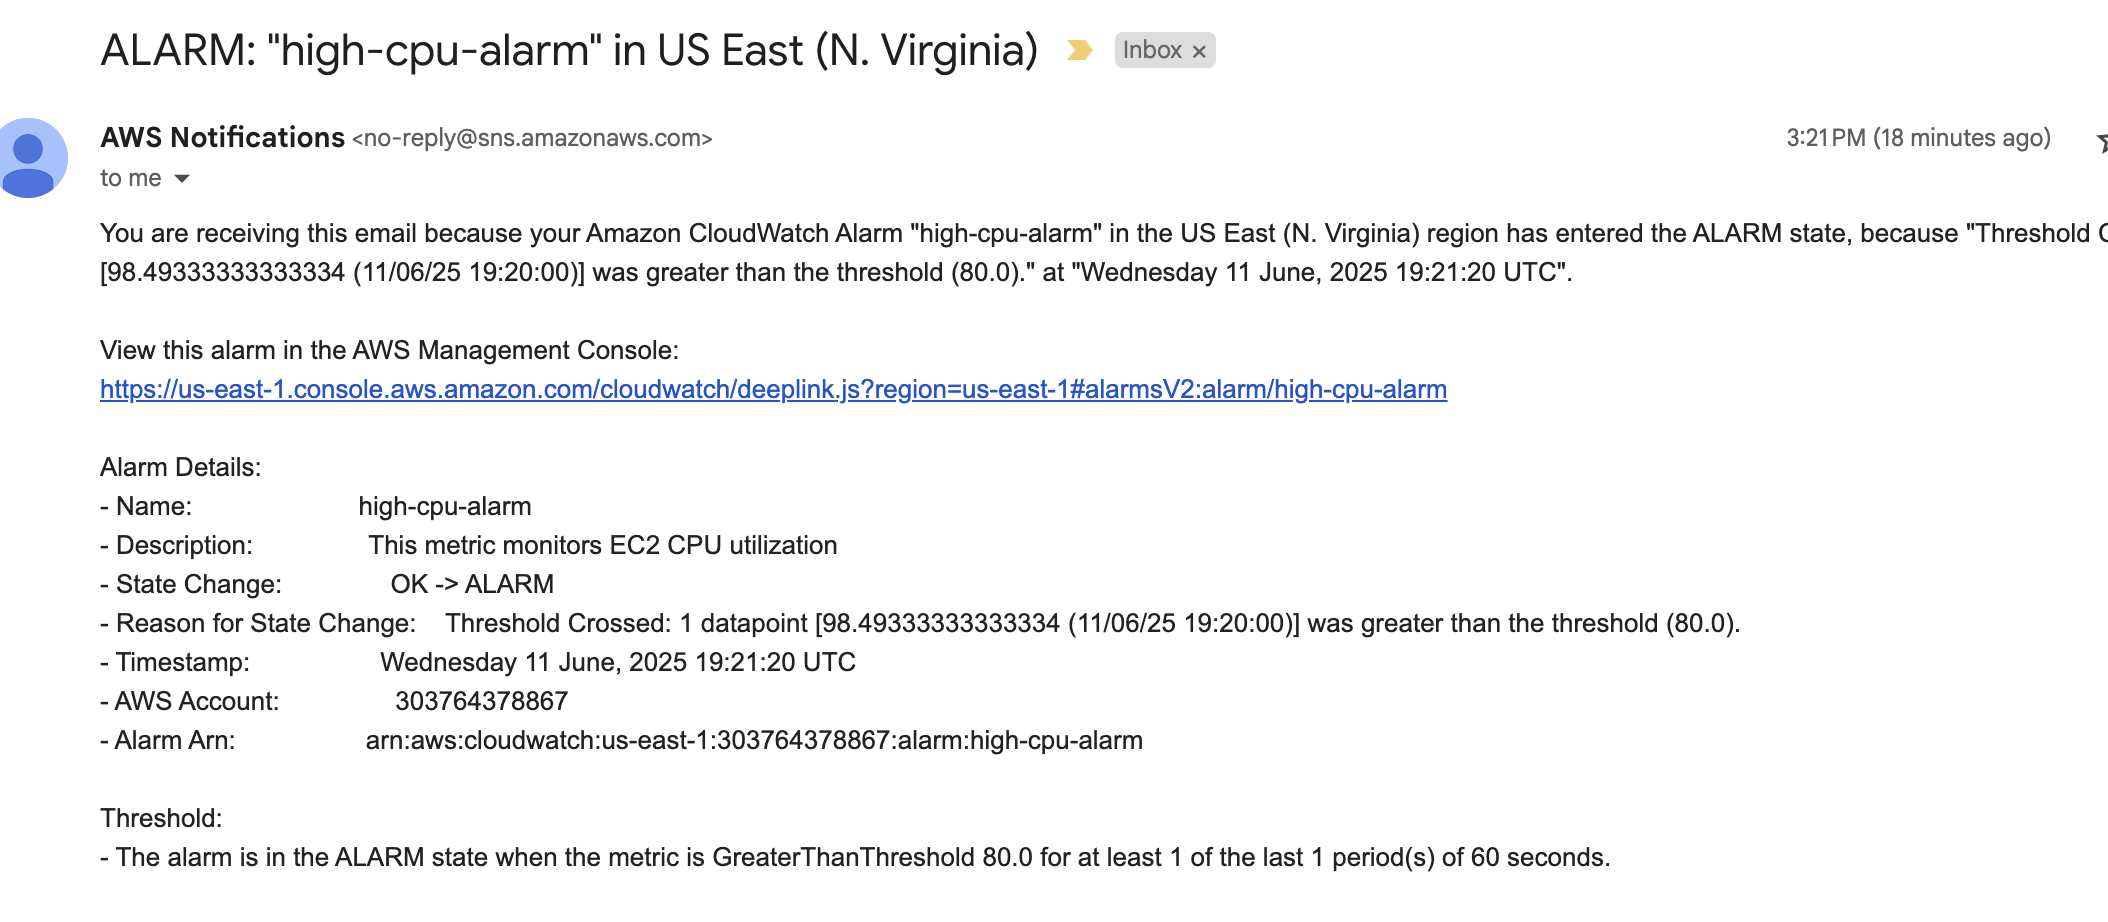 ALARM: "high-cpu-alarm" in US East (N. Virginia) Inbox ×
AWS Notifications <no-reply@sns.amazonaws.com> 3:21 PM (18 minutes ago)
to me
You are receiving this email because your Amazon CloudWatch Alarm "high-cpu-alarm" in the US East (N. Virginia) region has entered the ALARM state, because "Threshold
[98.49333333333334 (11/06/25 19:20:00)] was greater than the threshold (80.0)." at "Wednesday 11 June, 2025 19:21:20 UTC".
View this alarm in the AWS Management Console:
https://us-east-1.console.aws.amazon.com/cloudwatch/deeplink.js?region=us-east-1#alarmsV2:alarm/high-cpu-alarm
Alarm Details:
- Name: high-cpu-alarm
- Description: This metric monitors EC2 CPU utilization
- State Change: OK -> ALARM
- Reason for State Change: Threshold Crossed: 1 datapoint [98.49333333333334 (11/06/25 19:20:00)] was greater than the threshold (80.0).
- Timestamp: Wednesday 11 June, 2025 19:21:20 UTC
- AWS Account: 303764378867
- Alarm Arn: arn:aws:cloudwatch:us-east-1:303764378867:alarm:high-cpu-alarm
Threshold:
- The alarm is in the ALARM state when the metric is GreaterThanThreshold 80.0 for at least 1 of the last 1 period(s) of 60 seconds.